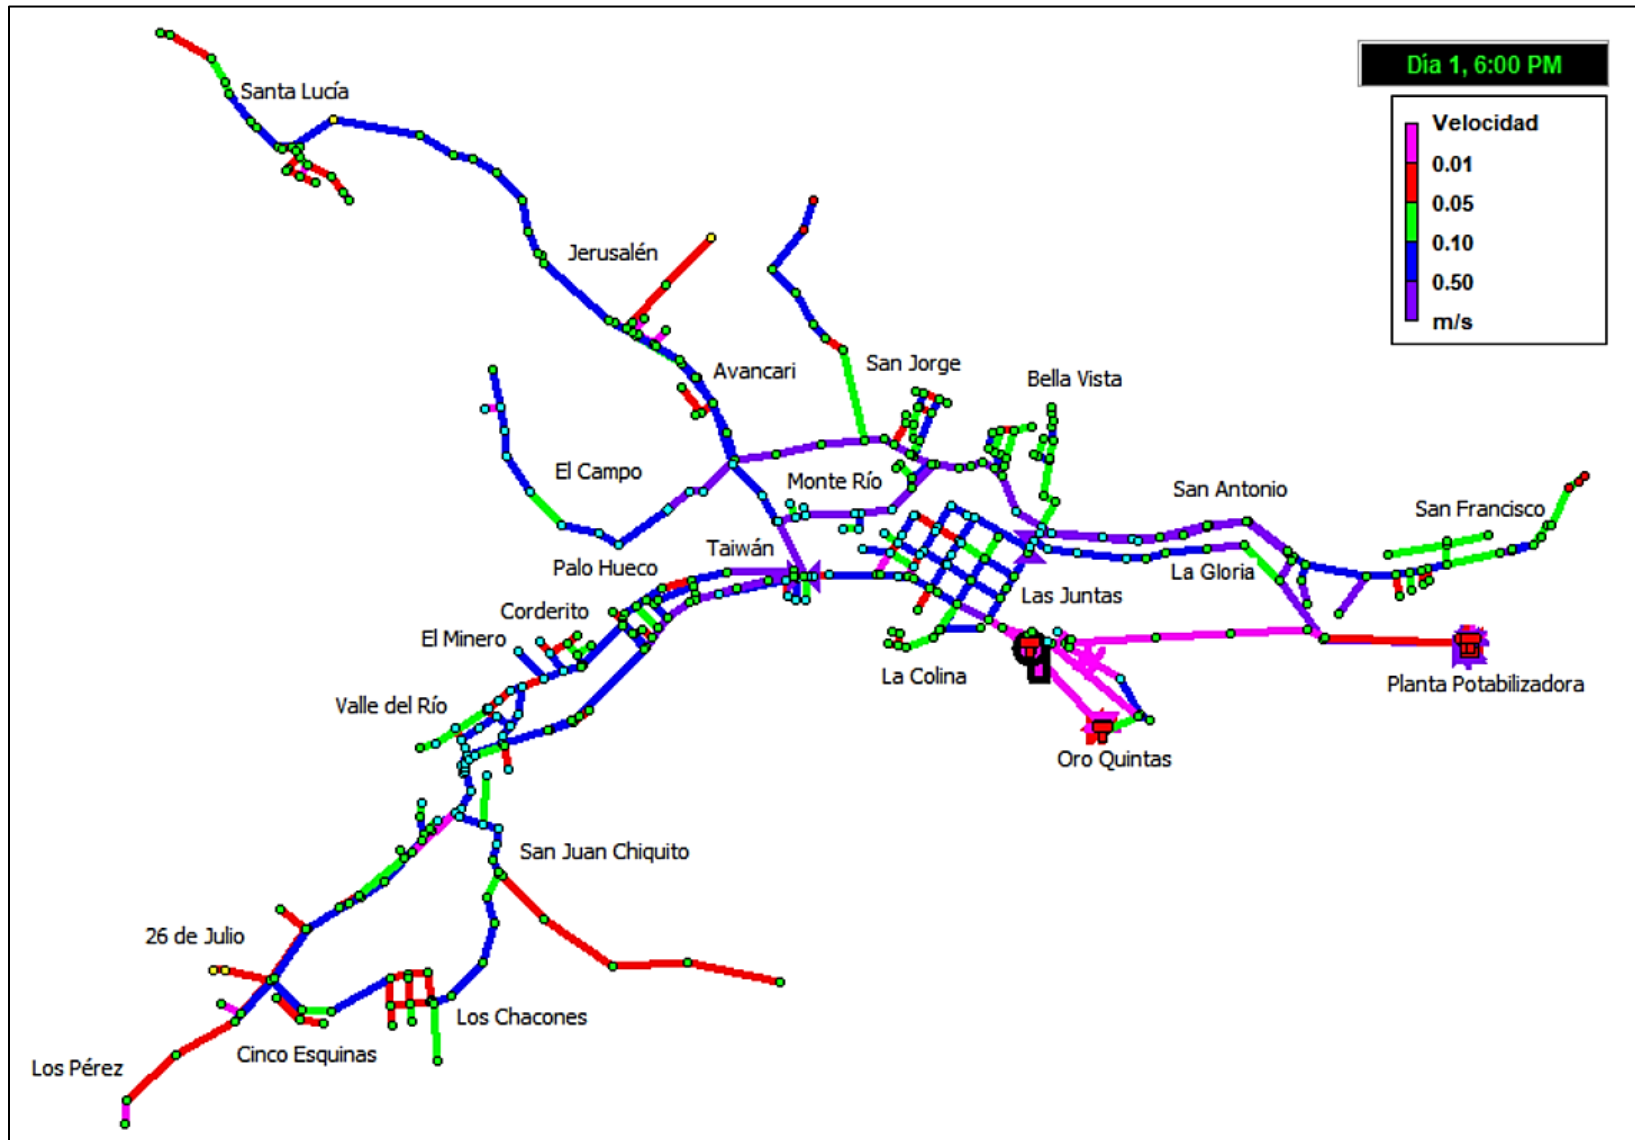 Día 1, 6:00 PM
Velocidad
0.01
0.05
0.10
0.50
m/s
Santa Lucía
Jerusalén
Avancari
San Jorge
Bella Vista
El Campo
Monte Río
San Antonio
San Francisco
Taiwán
Palo Hueco
La Gloria
Las Juntas
Corderito
El Minero
La Colina
Planta Potabilizadora
Valle del Río
Oro Quintas
San Juan Chiquito
26 de Julio
Los Chacones
Cinco Esquinas
Los Pérez